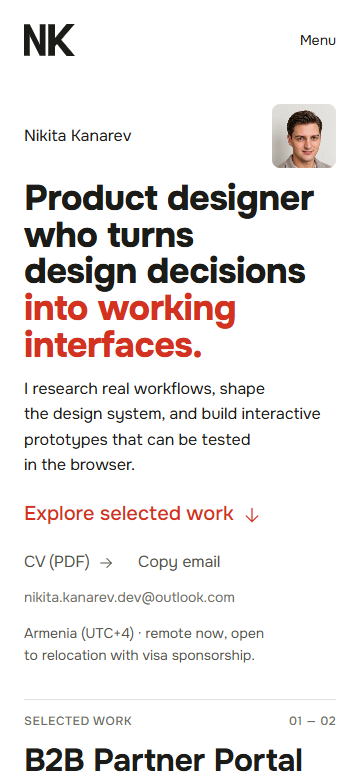 NK
Menu
Nikita Kanarev
Product designer
who turns
design decisions
into working
interfaces.
I research real workflows, shape
the design system, and build interactive
prototypes that can be tested
in the browser.
Explore selected work ↓
CV (PDF) → Copy email
nikita.kanarev.dev@outlook.com
Armenia (UTC+4) · remote now, open
to relocation with visa sponsorship.
SELECTED WORK 01 — 02
B2B Partner Portal